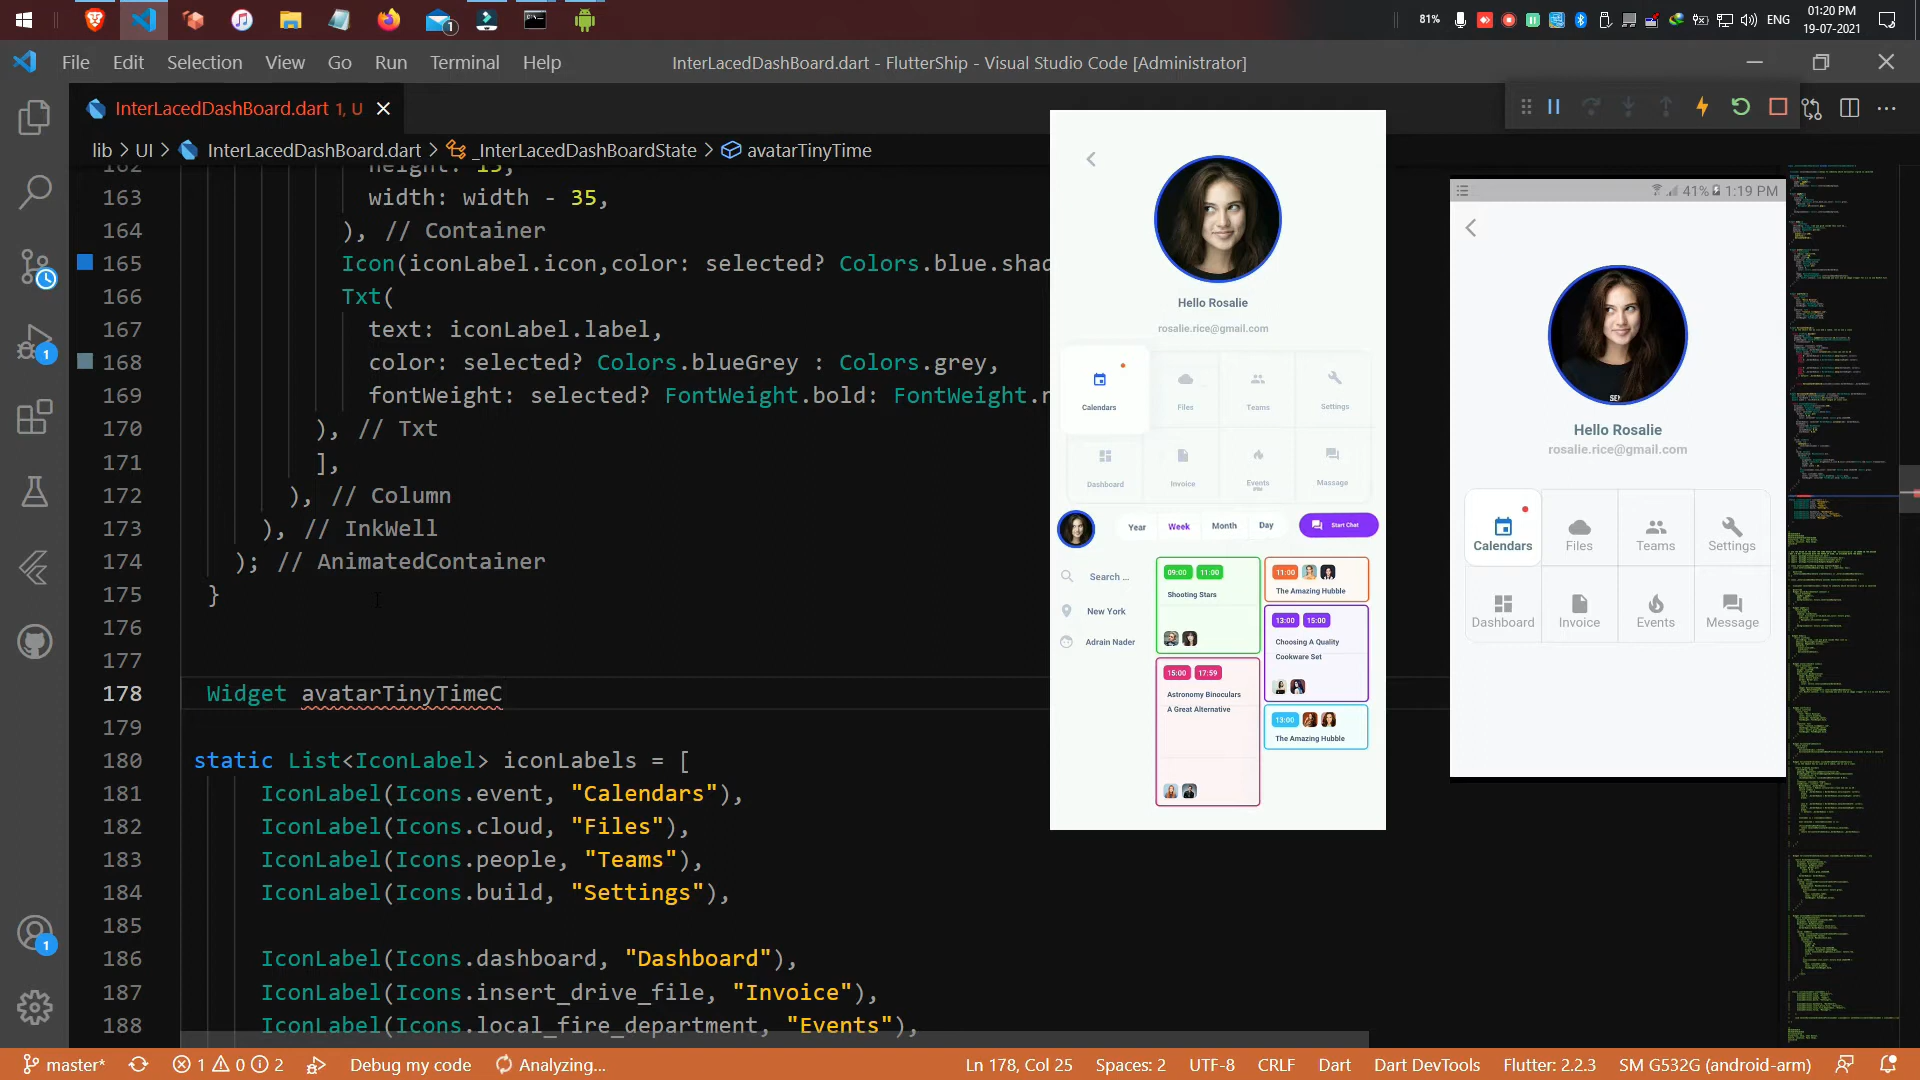 1
81%
ENG
01:20 PM
19-07-2021
File Edit Selection View Go Run Terminal Help
InterLacedDashBoard.dart - FlutterShip - Visual Studio Code [Administrator]
InterLacedDashBoard.dart 1, U
lib > UI > InterLacedDashBoard.dart > _InterLacedDashBoardState > avatarTinyTime
162 height: 15,
163 width: width - 35,
164 ), // Container
165 Icon(iconLabel.icon,color: selected? Colors.blue.shad
166 Txt(
167 text: iconLabel.label,
168 color: selected? Colors.blueGrey : Colors.grey,
169 fontWeight: selected? FontWeight.bold: FontWeight.
170 ), // Txt
171 ],
172 ), // Column
173 ), // InkWell
174 ); // AnimatedContainer
175 }
176
177
178 Widget avatarTinyTimeC
179
180 static List<IconLabel> iconLabels = [
181 IconLabel(Icons.event, "Calendars"),
182 IconLabel(Icons.cloud, "Files"),
183 IconLabel(Icons.people, "Teams"),
184 IconLabel(Icons.build, "Settings"),
185
186 IconLabel(Icons.dashboard, "Dashboard"),
187 IconLabel(Icons.insert_drive_file, "Invoice"),
188 IconLabel(Icons.local_fire_department, "Events"),
1
1
Hello Rosalie
rosalie.rice@gmail.com
Calendars Files Teams Settings
Dashboard Invoice Events Massage
Year Week Month Day Start Chat
Search ...
New York
Adrain Nader
09:00 11:00
Shooting Stars
15:00 17:59
Astronomy Binoculars
A Great Alternative
11:00
The Amazing Hubble
13:00 15:00
Choosing A Quality
Cookware Set
13:00
The Amazing Hubble
41% 1:19 PM
Hello Rosalie
rosalie.rice@gmail.com
Calendars Files Teams Settings
Dashboard Invoice Events Message
master* 1 0 2 Debug my code Analyzing... Ln 178, Col 25 Spaces: 2 UTF-8 CRLF Dart Dart DevTools Flutter: 2.2.3 SM G532G (android-arm)